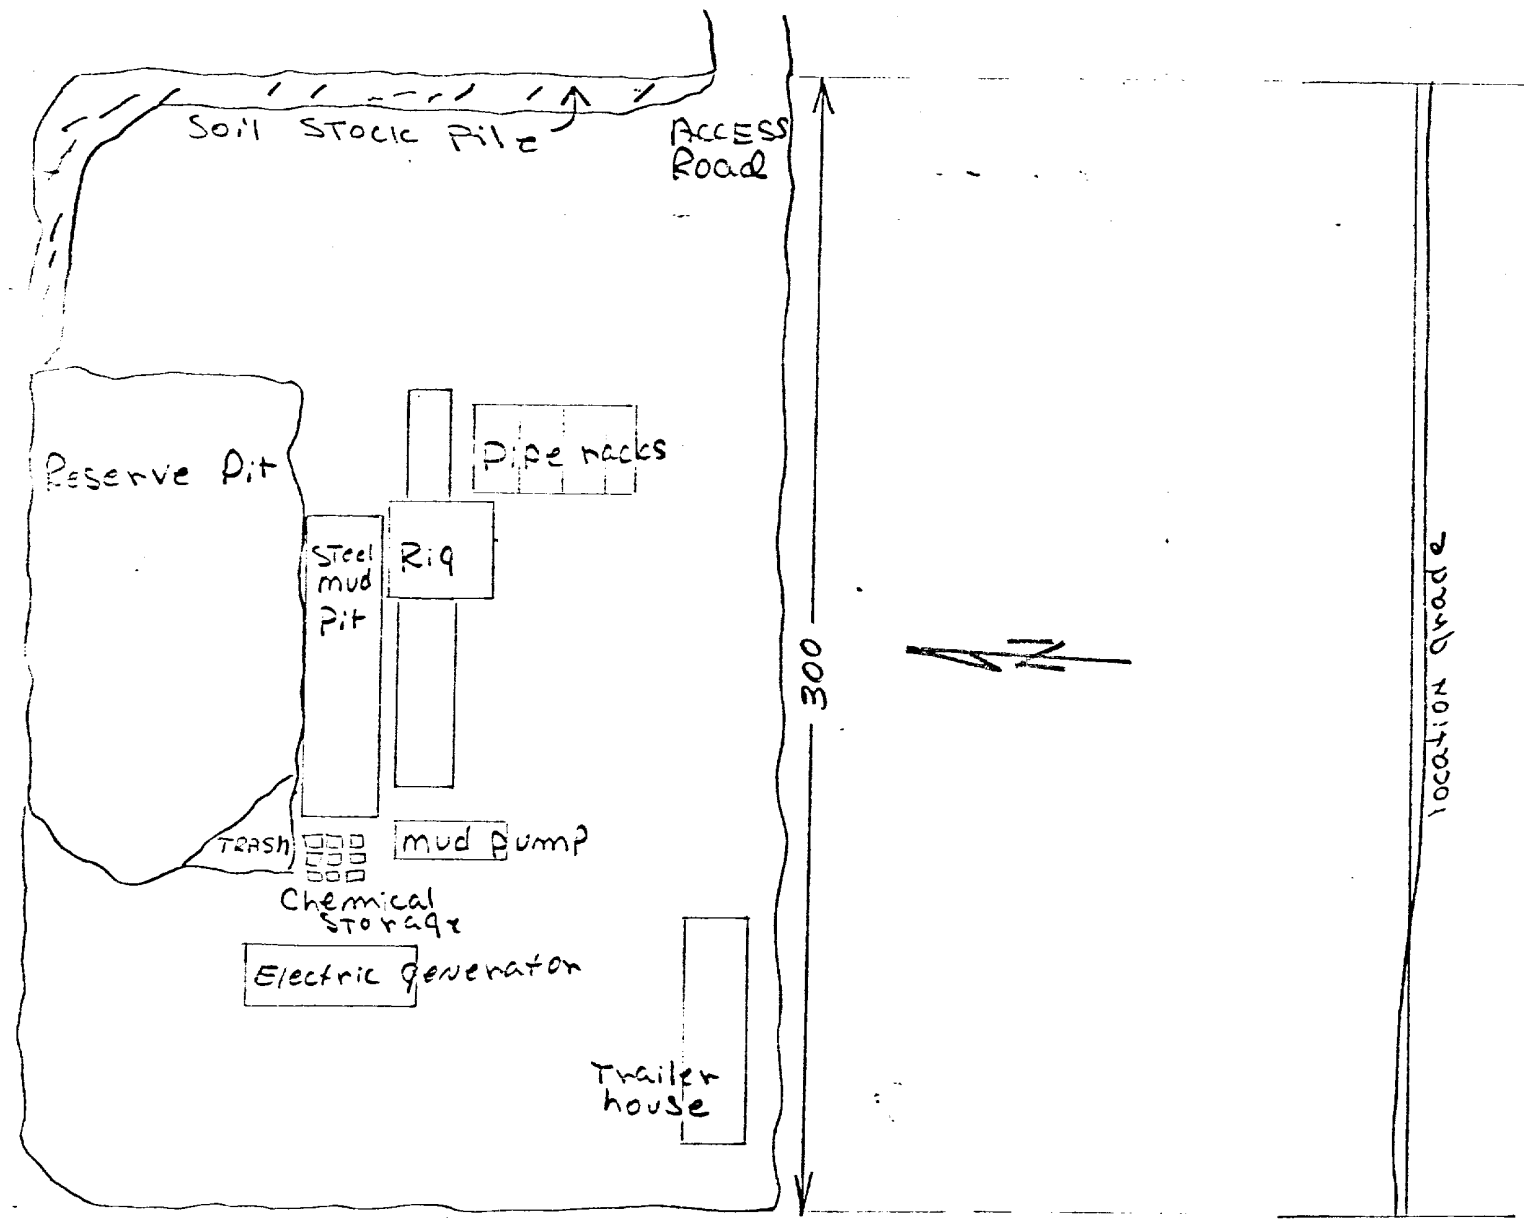 Soil Stock Pile
ACCESS
Road
Reserve Pit
Pipe racks
Steel
mud
Pit
Rig
300
N
location grade
TRASH
mud pump
Chemical
Storage
Electric generator
Trailer
house